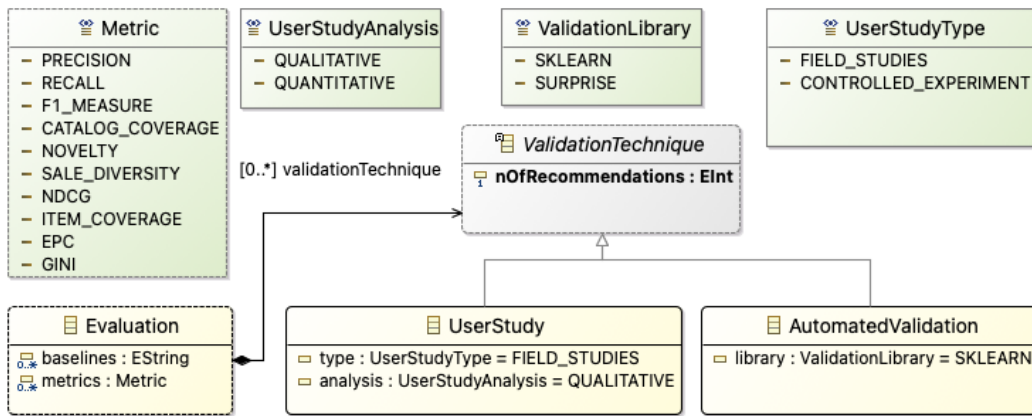 Metric
PRECISION
RECALL
F1_MEASURE
CATALOG_COVERAGE
NOVELTY
SALE_DIVERSITY
NDCG
ITEM_COVERAGE
EPC
GINI
UserStudyAnalysis
QUALITATIVE
QUANTITATIVE
ValidationLibrary
SKLEARN
SURPRISE
UserStudyType
FIELD_STUDIES
CONTROLLED_EXPERIMENT
ValidationTechnique
1 nOfRecommendations : EInt
[0..*] validationTechnique
Evaluation
0..* baselines : EString
0..* metrics : Metric
UserStudy
type : UserStudyType = FIELD_STUDIES
analysis : UserStudyAnalysis = QUALITATIVE
AutomatedValidation
library : ValidationLibrary = SKLEARN